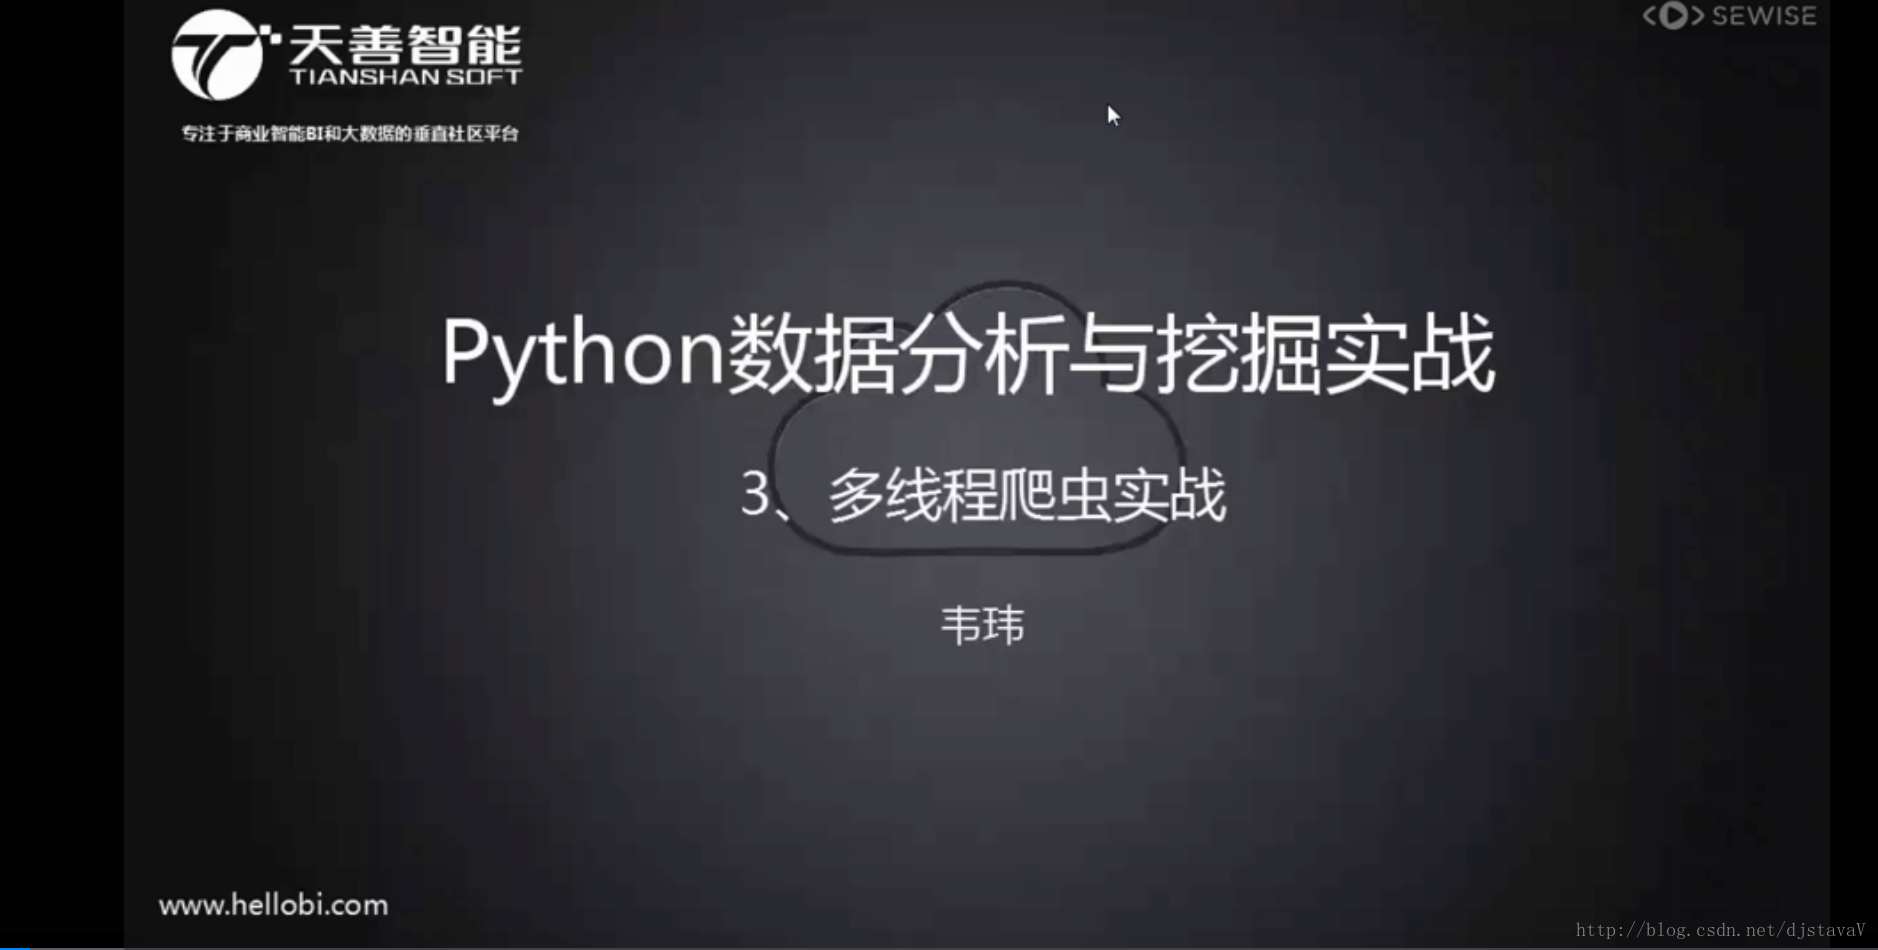 天善智能
TIANSHAN SOFT
专注于商业智能BI和大数据的垂直社区平台
SEWISE
Python数据分析与挖掘实战
3、 多线程爬虫实战
韦玮
www.hellobi.com
http://blog.csdn.net/djstavaV